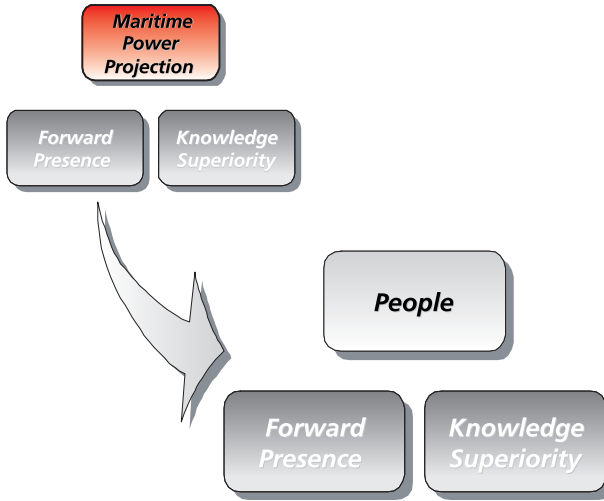 Maritime
Power
Projection
Forward
Presence
Knowledge
Superiority
People
Forward
Presence
Knowledge
Superiority